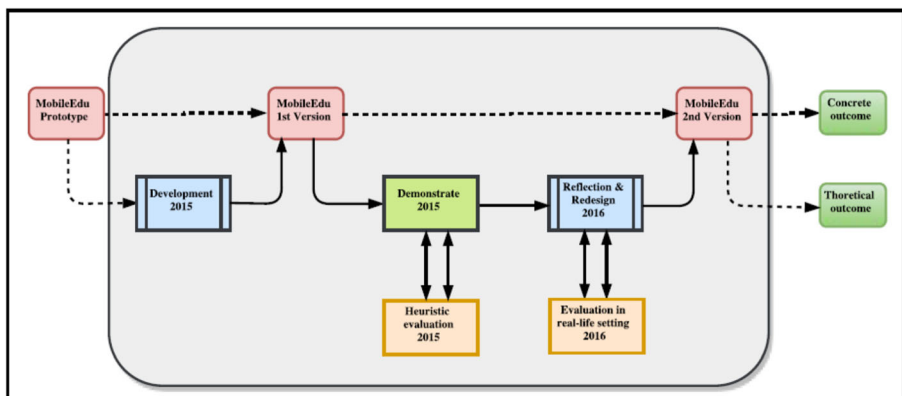 MobileEdu
Prototype
MobileEdu
1st Version
MobileEdu
2nd Version
Concrete
outcome
Development
2015
Demonstrate
2015
Reflection &
Redesign
2016
Thoretical
outcome
Heuristic
evaluation
2015
Evaluation in
real-life setting
2016